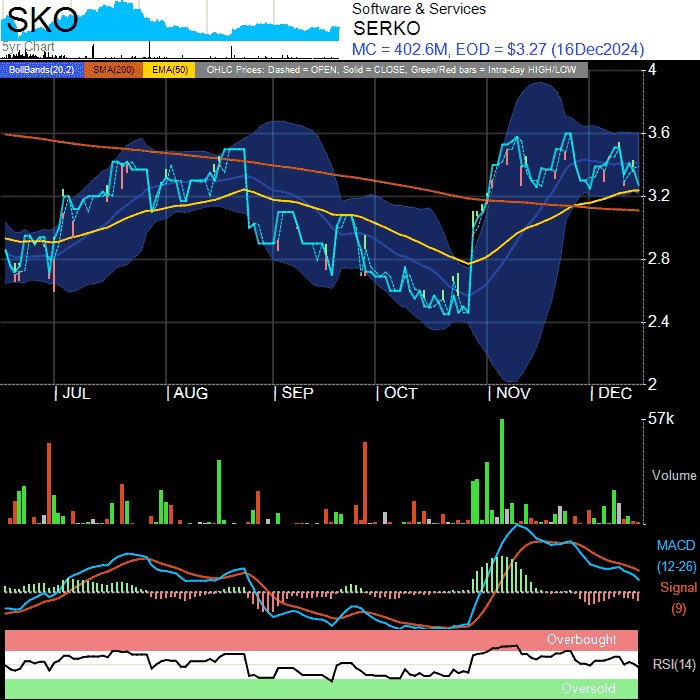 SKO
Software & Services
SERKO
5yr Chart
MC = 402.6M, EOD = $3.27 (16Dec2024)
BollBands(20,2) SMA(200) EMA(50) OHLC Prices: Dashed = OPEN, Solid = CLOSE, Green/Red bars = Intra-day HIGH/LOW
4
3.6
3.2
2.8
2.4
2
| JUL | AUG | SEP | OCT | NOV | DEC
57k
Volume
MACD
(12-26)
Signal
(9)
Overbought
RSI(14)
Oversold